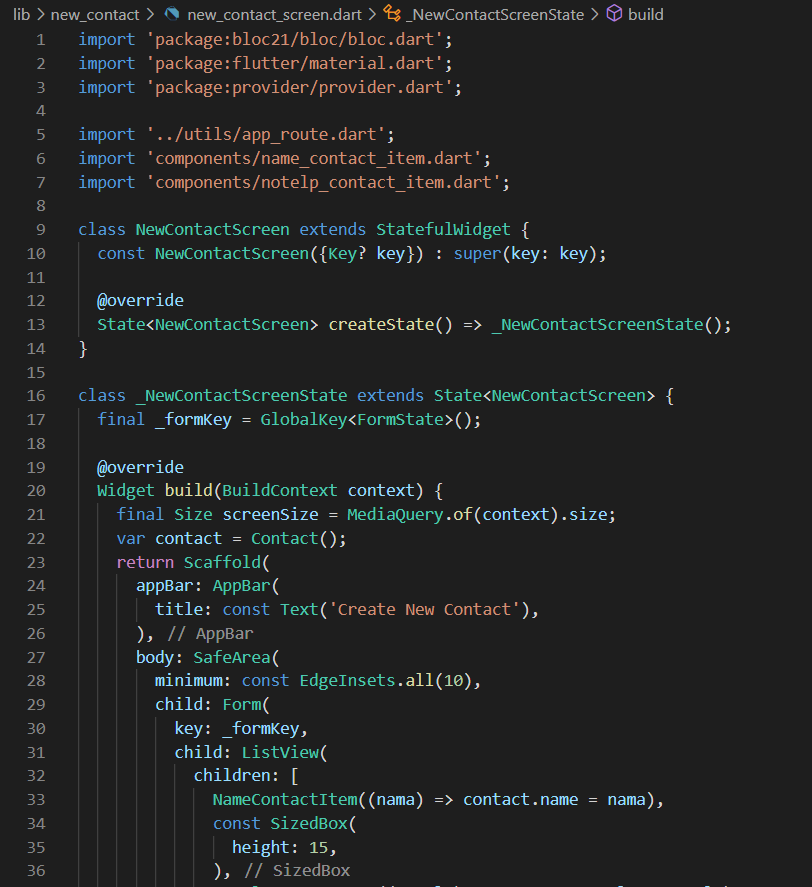 lib > new_contact > new_contact_screen.dart > _NewContactScreenState > build
1 import 'package:bloc21/bloc/bloc.dart';
2 import 'package:flutter/material.dart';
3 import 'package:provider/provider.dart';
4
5 import '../utils/app_route.dart';
6 import 'components/name_contact_item.dart';
7 import 'components/notelp_contact_item.dart';
8
9 class NewContactScreen extends StatefulWidget {
10   const NewContactScreen({Key? key}) : super(key: key);
11
12   @override
13   State<NewContactScreen> createState() => _NewContactScreenState();
14 }
15
16 class _NewContactScreenState extends State<NewContactScreen> {
17   final _formKey = GlobalKey<FormState>();
18
19   @override
20   Widget build(BuildContext context) {
21     final Size screenSize = MediaQuery.of(context).size;
22     var contact = Contact();
23     return Scaffold(
24       appBar: AppBar(
25         title: const Text('Create New Contact'),
26       ), // AppBar
27       body: SafeArea(
28         minimum: const EdgeInsets.all(10),
29         child: Form(
30           key: _formKey,
31           child: ListView(
32             children: [
33               NameContactItem((nama) => contact.name = nama),
34               const SizedBox(
35                 height: 15,
36               ), // SizedBox